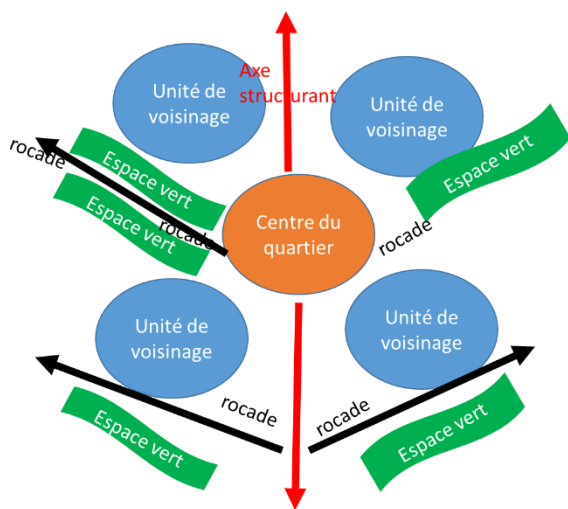 Axe
structurant
Unité de
voisinage
Unité de
voisinage
rocade
Espace vert
Espace vert
Espace vert
rocade
Centre du
quartier
rocade
Unité de
voisinage
Unité de
voisinage
rocade
rocade
Espace vert
Espace vert